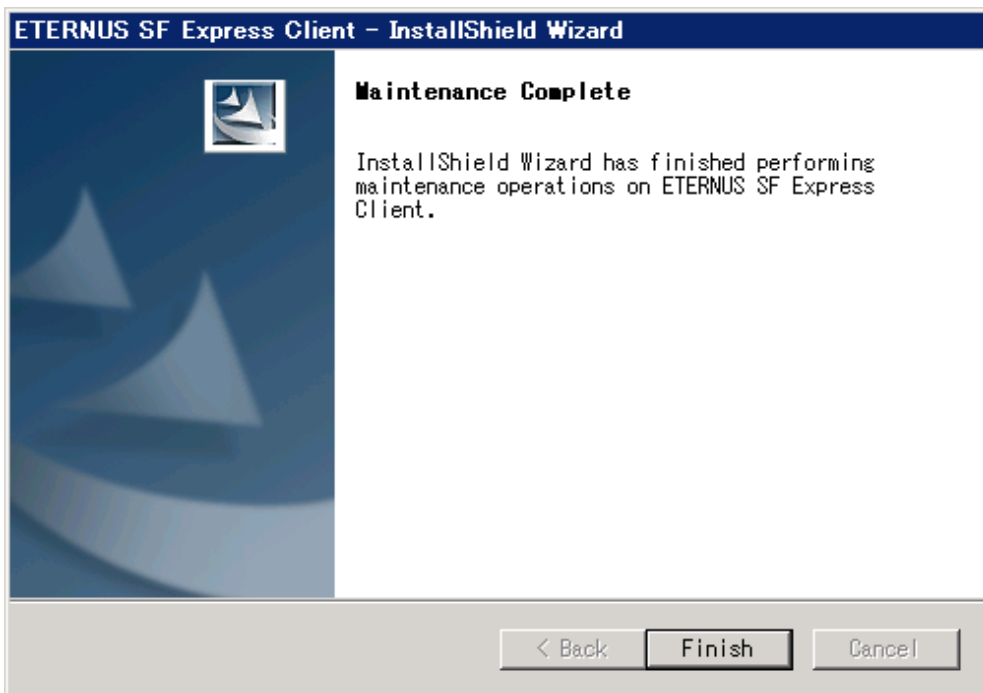 ETERNUS SF Express Client - InstallShield Wizard
Maintenance Complete
InstallShield Wizard has finished performing
maintenance operations on ETERNUS SF Express
Client.
< Back
Finish
Cancel